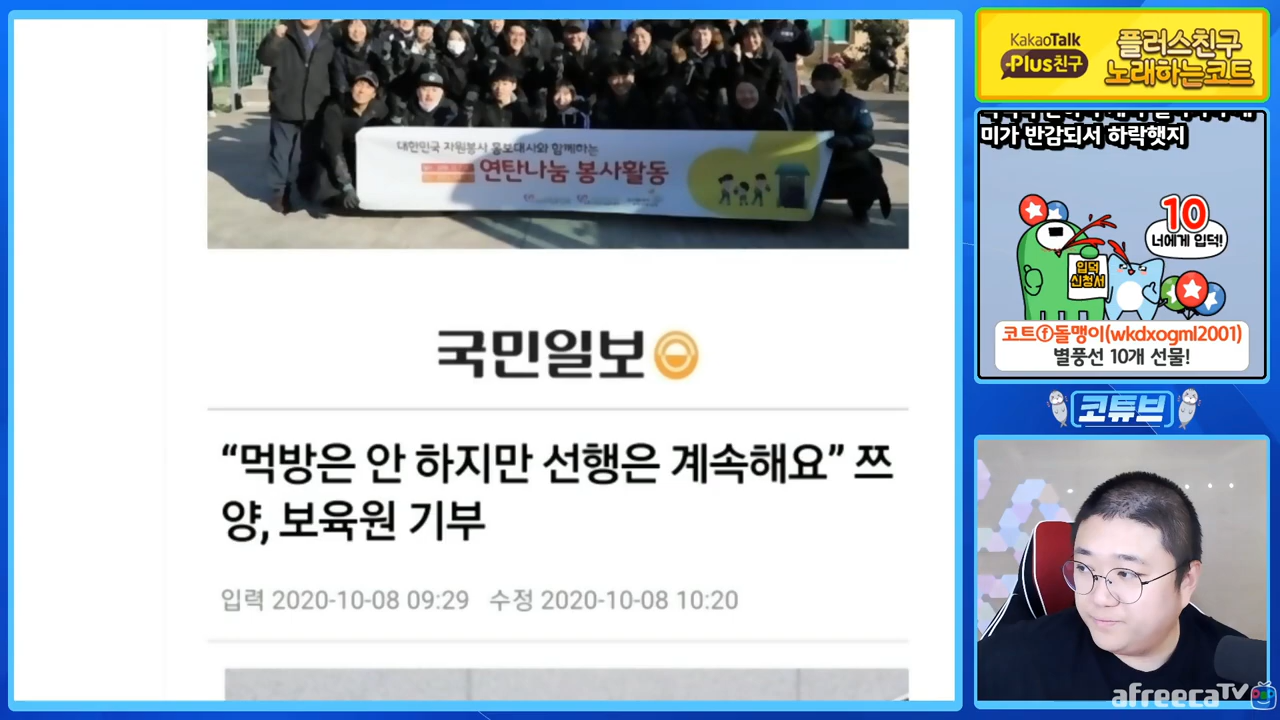 대한민국 자원봉사 홍보대사와 함께하는
연탄나눔 봉사활동
국민일보
“먹방은 안 하지만 선행은 계속해요” 쯔
양, 보육원 기부
입력 2020-10-08 09:29 수정 2020-10-08 10:20
KakaoTalk
Plus친구
플러스친구
노래하는코트
미가 반감되서 하락햇지
10
너에게 입덕!
입덕
신청서
코트ⓕ돌맹이(wkdxogml2001)
별풍선 10개 선물!
코튜브
afreecaTV